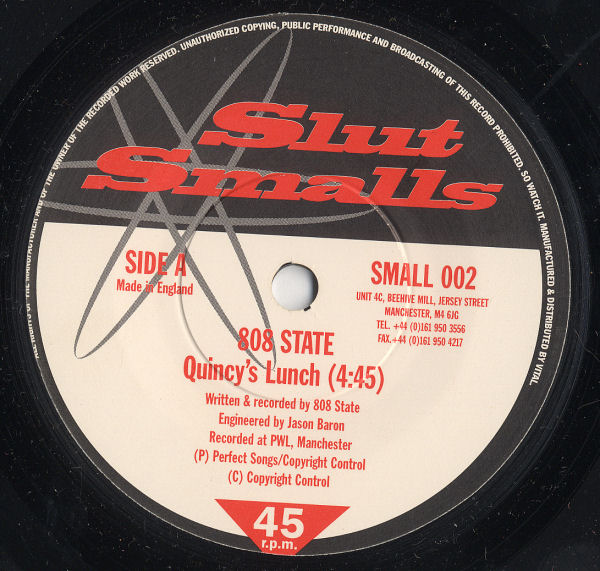 ALL RIGHTS OF THE MANUFACTURER AND OF THE OWNER OF THE RECORDED WORK RESERVED. UNAUTHORIZED COPYING, PUBLIC PERFORMANCE AND BROADCASTING OF THIS RECORD PROHIBITED. SO WATCH IT. MANUFACTURED & DISTRIBUTED BY VITAL.
Slut
Smalls
SIDE A
Made in England
SMALL 002
UNIT 4C, BEEHIVE MILL, JERSEY STREET
MANCHESTER, M4 6JG
TEL. +44 (0)161 950 3556
FAX.+44 (0)161 950 4217
808 STATE
Quincy's Lunch (4:45)
Written & recorded by 808 State
Engineered by Jason Baron
Recorded at PWL, Manchester
(P) Perfect Songs/Copyright Control
(C) Copyright Control
45
r.p.m.